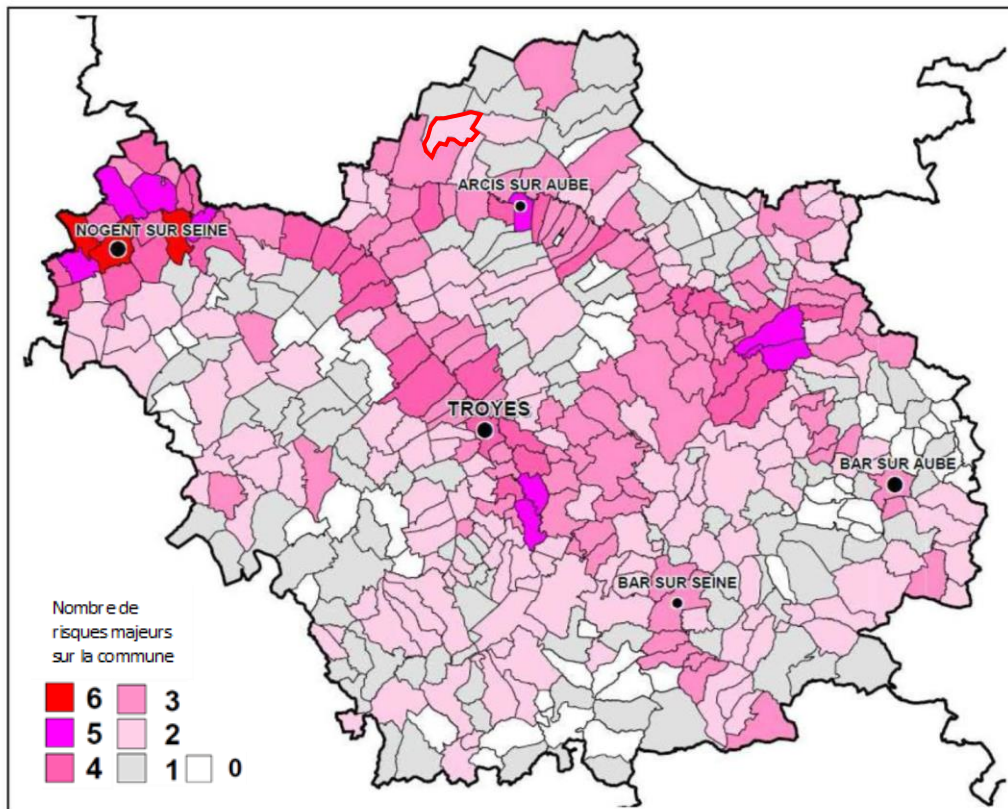 ARCIS SUR AUBE
NOGENT SUR SEINE
TROYES
BAR SUR AUBE
BAR SUR SEINE
Nombre de
risques majeurs
sur la commune
6 3
5 2
4 1 0